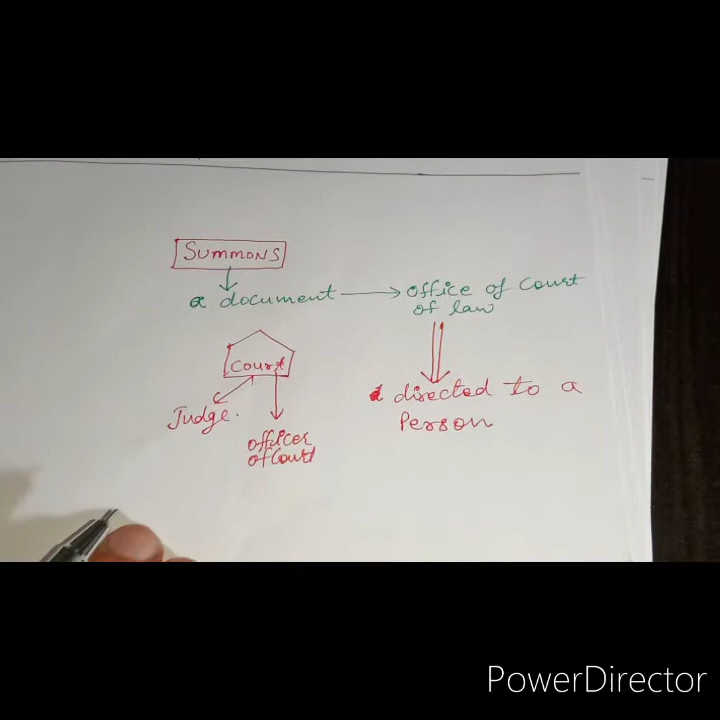 SUMMONS
a document
office of Court
of law
Court
directed to a
Person
Judge.
officer
of Court
PowerDirector